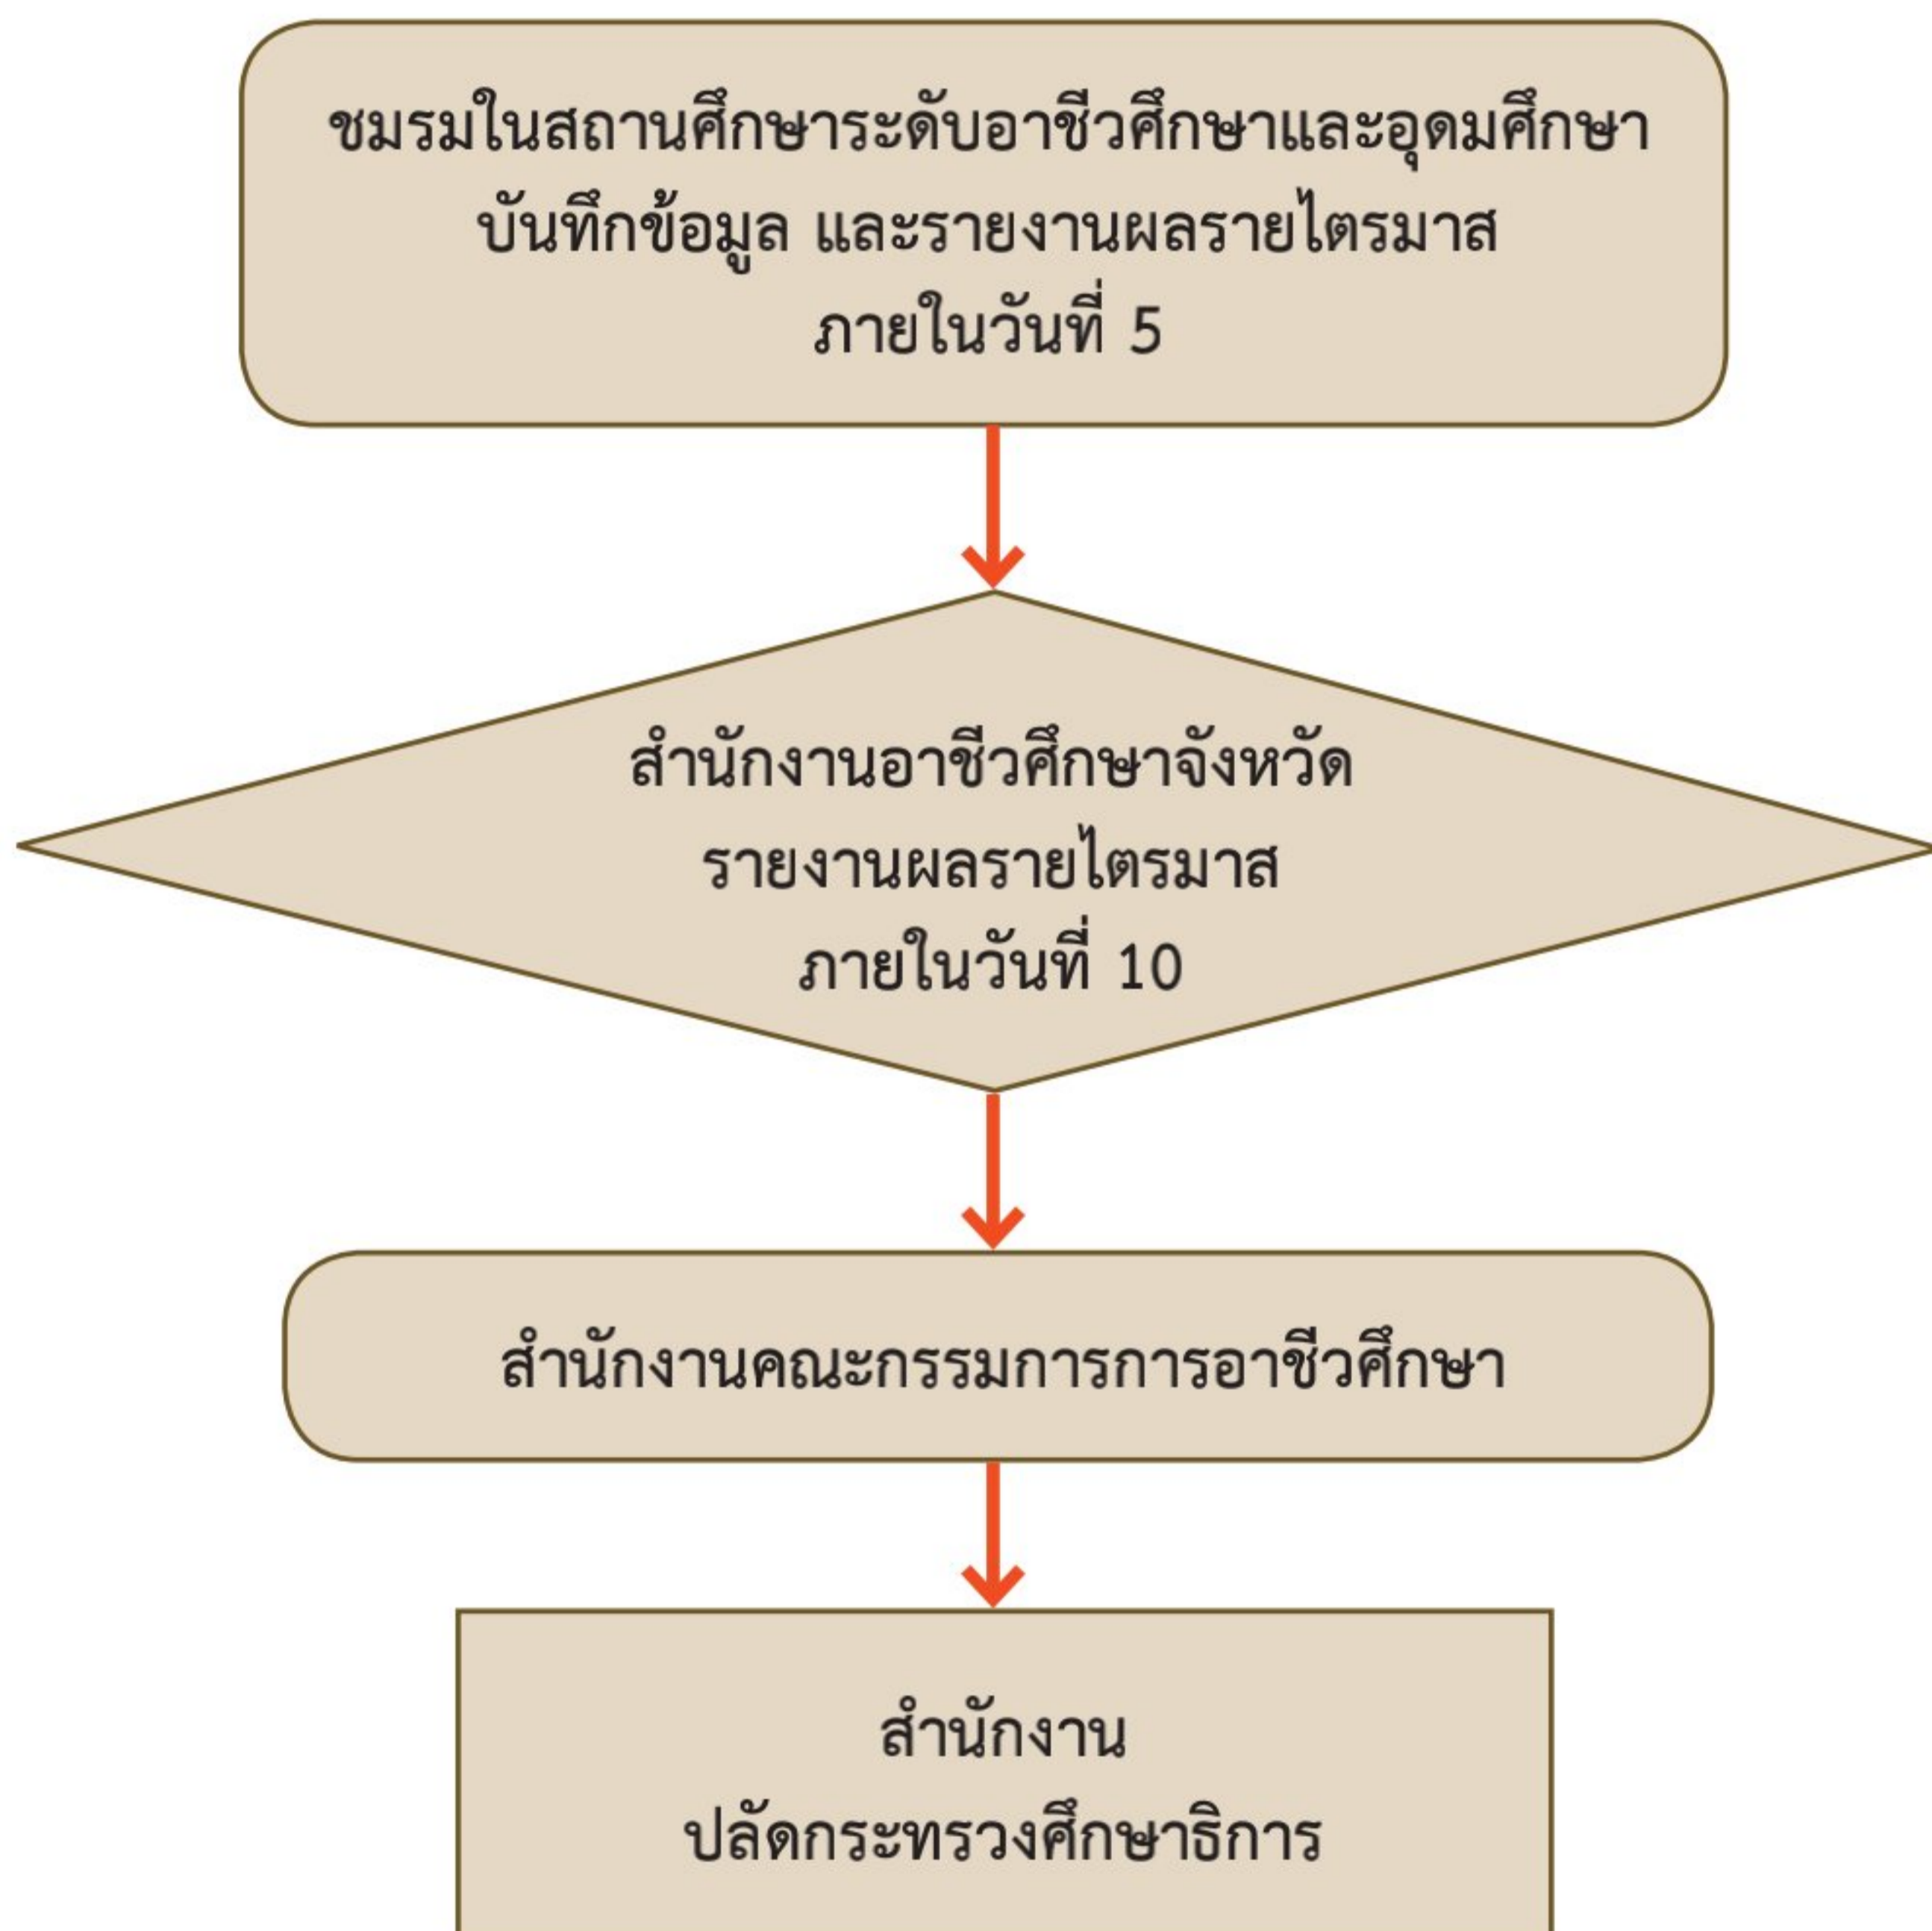 ชมรมในสถานศึกษาระดับอาชีวศึกษาและอุดมศึกษา
บันทึกข้อมูล และรายงานผลรายไตรมาส
ภายในวันที่ 5
สำนักงานอาชีวศึกษาจังหวัด
รายงานผลรายไตรมาส
ภายในวันที่ 10
สำนักงานคณะกรรมการการอาชีวศึกษา
สำนักงาน
ปลัดกระทรวงศึกษาธิการ